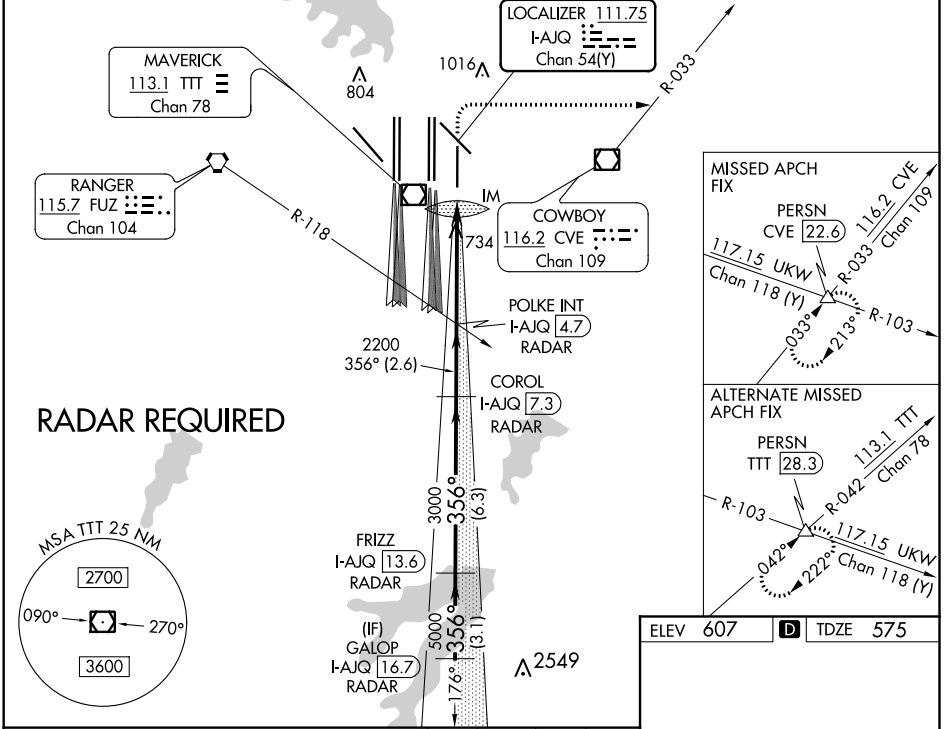 LOCALIZER 111.75
I-AJQ
Chan 54(Y)
MAVERICK
113.1 TTT
Chan 78
804
1016
R-033
RANGER
115.7 FUZ
Chan 104
R-118
IM
734
COWBOY
116.2 CVE
Chan 109
POLKE INT
I-AJQ 4.7
RADAR
2200
356° (2.6)
COROL
I-AJQ 7.3
RADAR
RADAR REQUIRED
3000
356°
(6.3)
FRIZZ
I-AJQ 13.6
RADAR
5000
356°
(3.1)
(IF)
GALOP
I-AJQ 16.7
RADAR
176°
2549
MSA TTT 25 NM
2700
090°
270°
3600
MISSED APCH
FIX
PERSN
CVE 22.6
116.2 CVE
Chan 109
R-033
117.15 UKW
Chan 118 (Y)
R-103
033°
213°
ALTERNATE MISSED
APCH FIX
PERSN
TTT 28.3
113.1 TTT
Chan 78
R-042
R-103
117.15 UKW
Chan 118 (Y)
042°
222°
ELEV 607 D TDZE 575